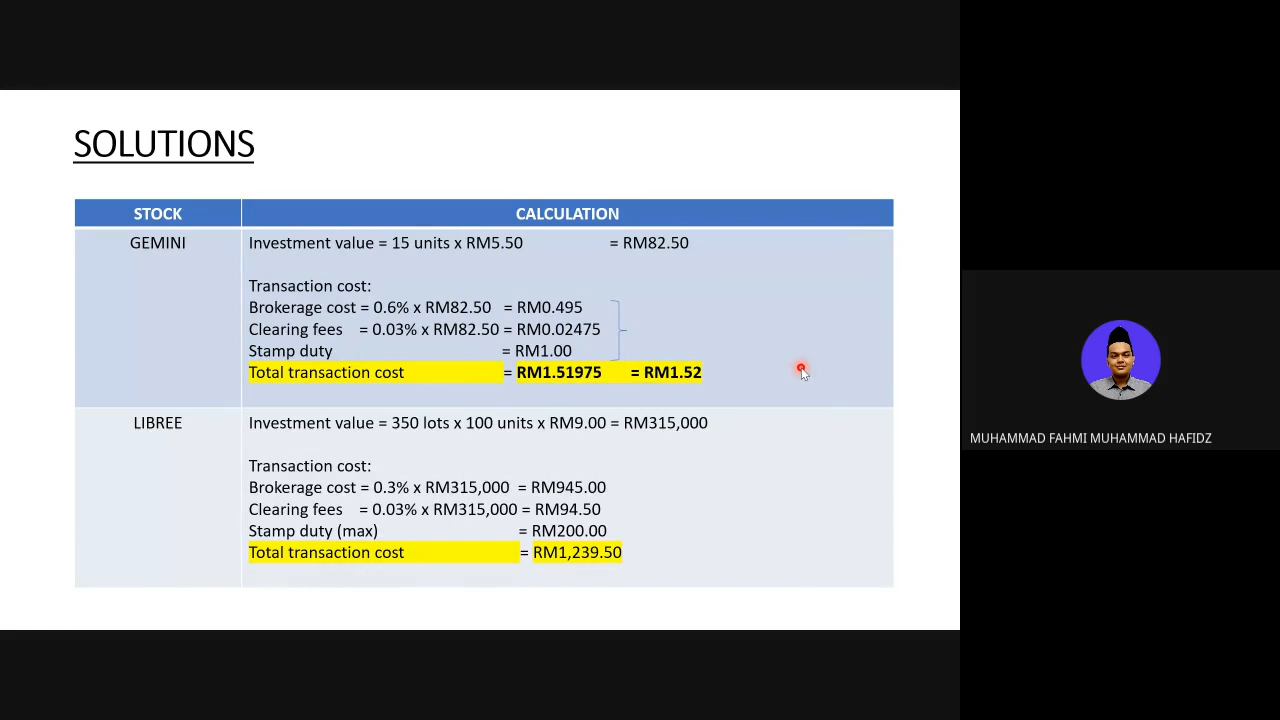 SOLUTIONS
STOCK CALCULATION
GEMINI Investment value = 15 units x RM5.50 = RM82.50
Transaction cost:
Brokerage cost = 0.6% x RM82.50 = RM0.495
Clearing fees = 0.03% x RM82.50 = RM0.02475
Stamp duty = RM1.00
Total transaction cost = RM1.51975 = RM1.52
LIBREE Investment value = 350 lots x 100 units x RM9.00 = RM315,000
Transaction cost:
Brokerage cost = 0.3% x RM315,000 = RM945.00
Clearing fees = 0.03% x RM315,000 = RM94.50
Stamp duty (max) = RM200.00
Total transaction cost = RM1,239.50
MUHAMMAD FAHMI MUHAMMAD HAFIDZ